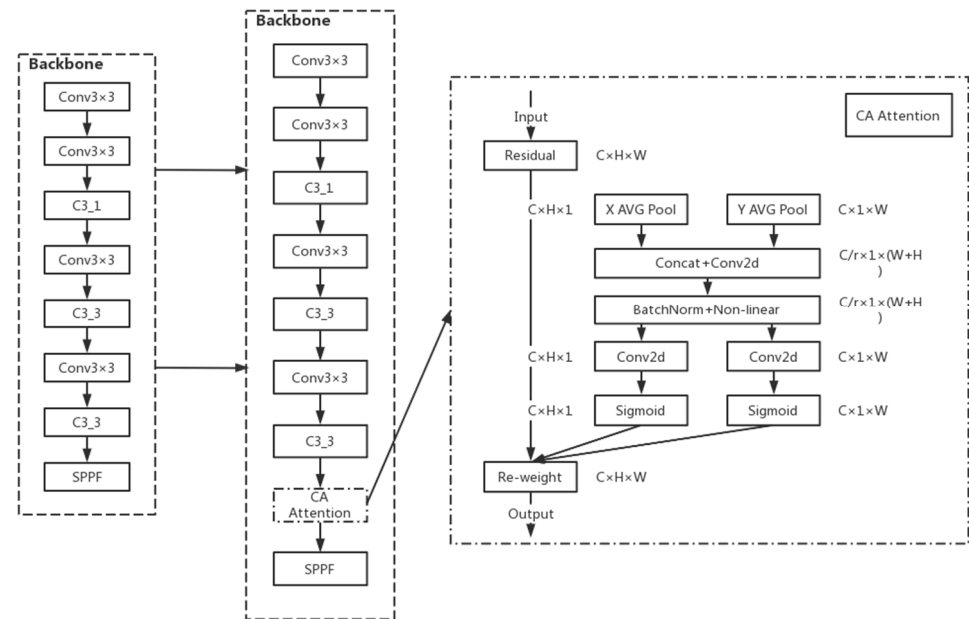 Backbone
Conv3×3
Conv3×3
C3_1
Conv3×3
C3_3
Conv3×3
C3_3
SPPF
Backbone
Conv3×3
Conv3×3
C3_1
Conv3×3
C3_3
Conv3×3
C3_3
CA
Attention
SPPF
CA Attention
Input
Residual C×H×W
C×H×1 X AVG Pool Y AVG Pool C×1×W
Concat+Conv2d C/r×1×(W+H
)
BatchNorm+Non-linear C/r×1×(W+H
)
C×H×1 Conv2d Conv2d C×1×W
C×H×1 Sigmoid Sigmoid C×1×W
Re-weight C×H×W
Output